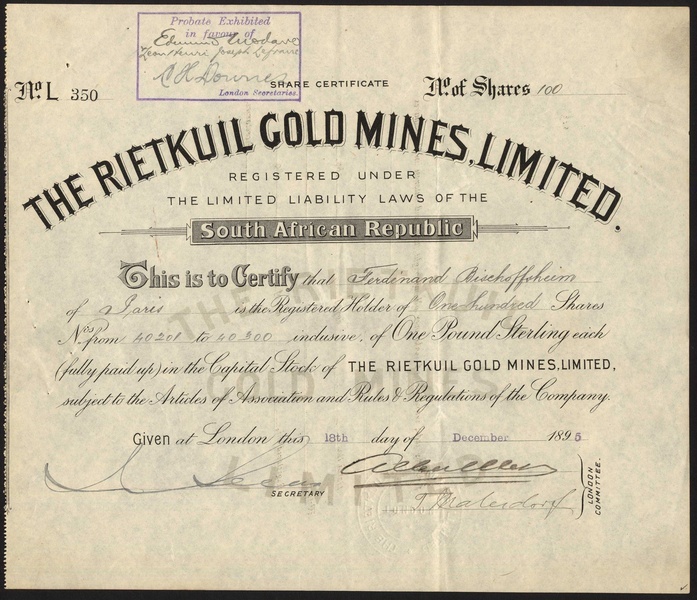 Probate Exhibited
in favour of
London Secretaries.
No. L 350
SHARE CERTIFICATE
No. of Shares 100
THE RIETKUIL GOLD MINES, LIMITED.
REGISTERED UNDER
THE LIMITED LIABILITY LAWS OF THE
South African Republic
This is to Certify that Ferdinand Bischoffsheim
of Paris is the Registered Holder of One hundred Shares
Nos. from 40201 to 40300 inclusive, of One Pound Sterling each
(fully paid up) in the Capital Stock of THE RIETKUIL GOLD MINES, LIMITED,
subject to the Articles of Association and Rules & Regulations of the Company.
Given at London this 18th day of December 1895
SECRETARY
LONDON
COMMITTEE.